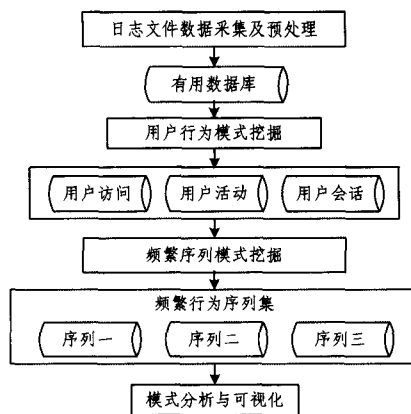 日志文件数据采集及预处理
有用数据库
用户行为模式挖掘
用户访问 用户活动 用户会话
频繁序列模式挖掘
频繁行为序列集
序列一 序列二 序列三
模式分析与可视化